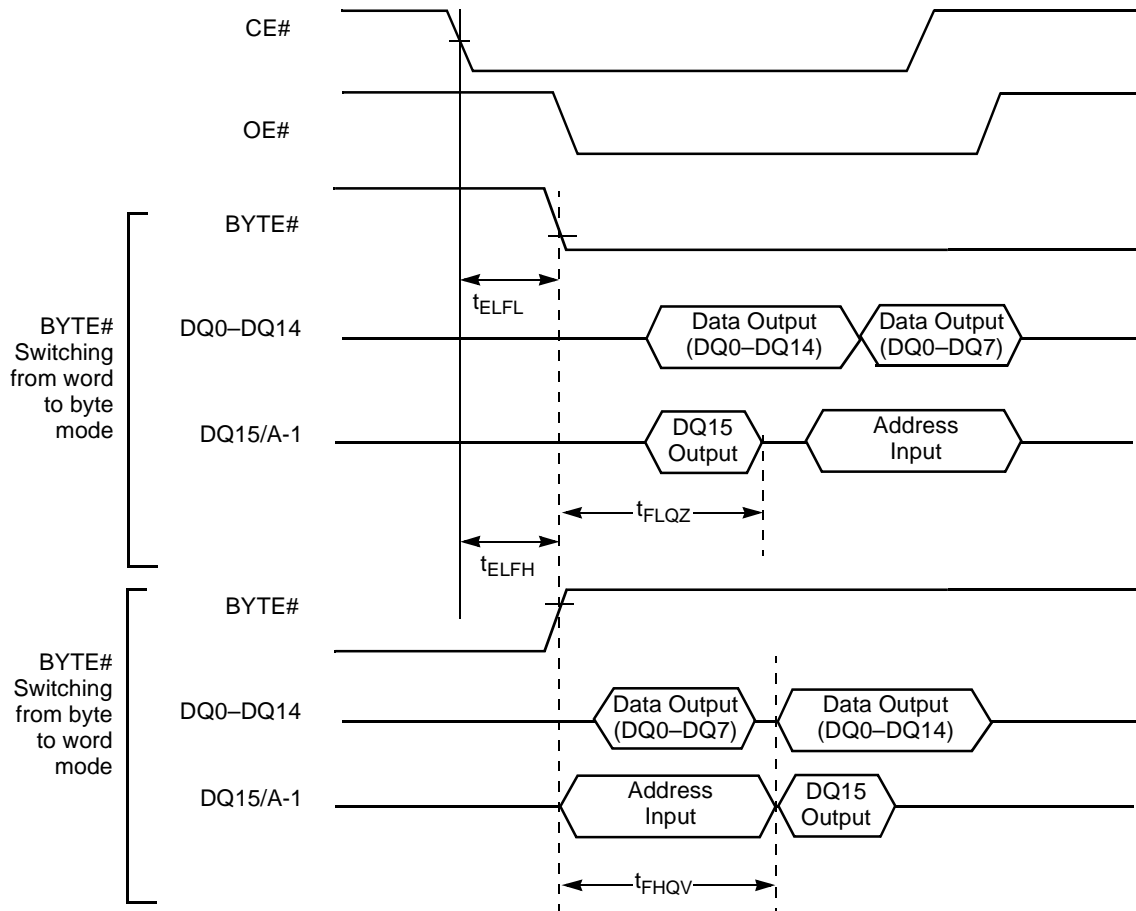 CE#
OE#
BYTE#
tELFL
BYTE#
Switching
from word
to byte
mode
DQ0–DQ14
Data Output
(DQ0–DQ14)
Data Output
(DQ0–DQ7)
DQ15/A-1
DQ15
Output
Address
Input
tFLQZ
tELFH
BYTE#
BYTE#
Switching
from byte
to word
mode
DQ0–DQ14
Data Output
(DQ0–DQ7)
Data Output
(DQ0–DQ14)
DQ15/A-1
Address
Input
DQ15
Output
tFHQV